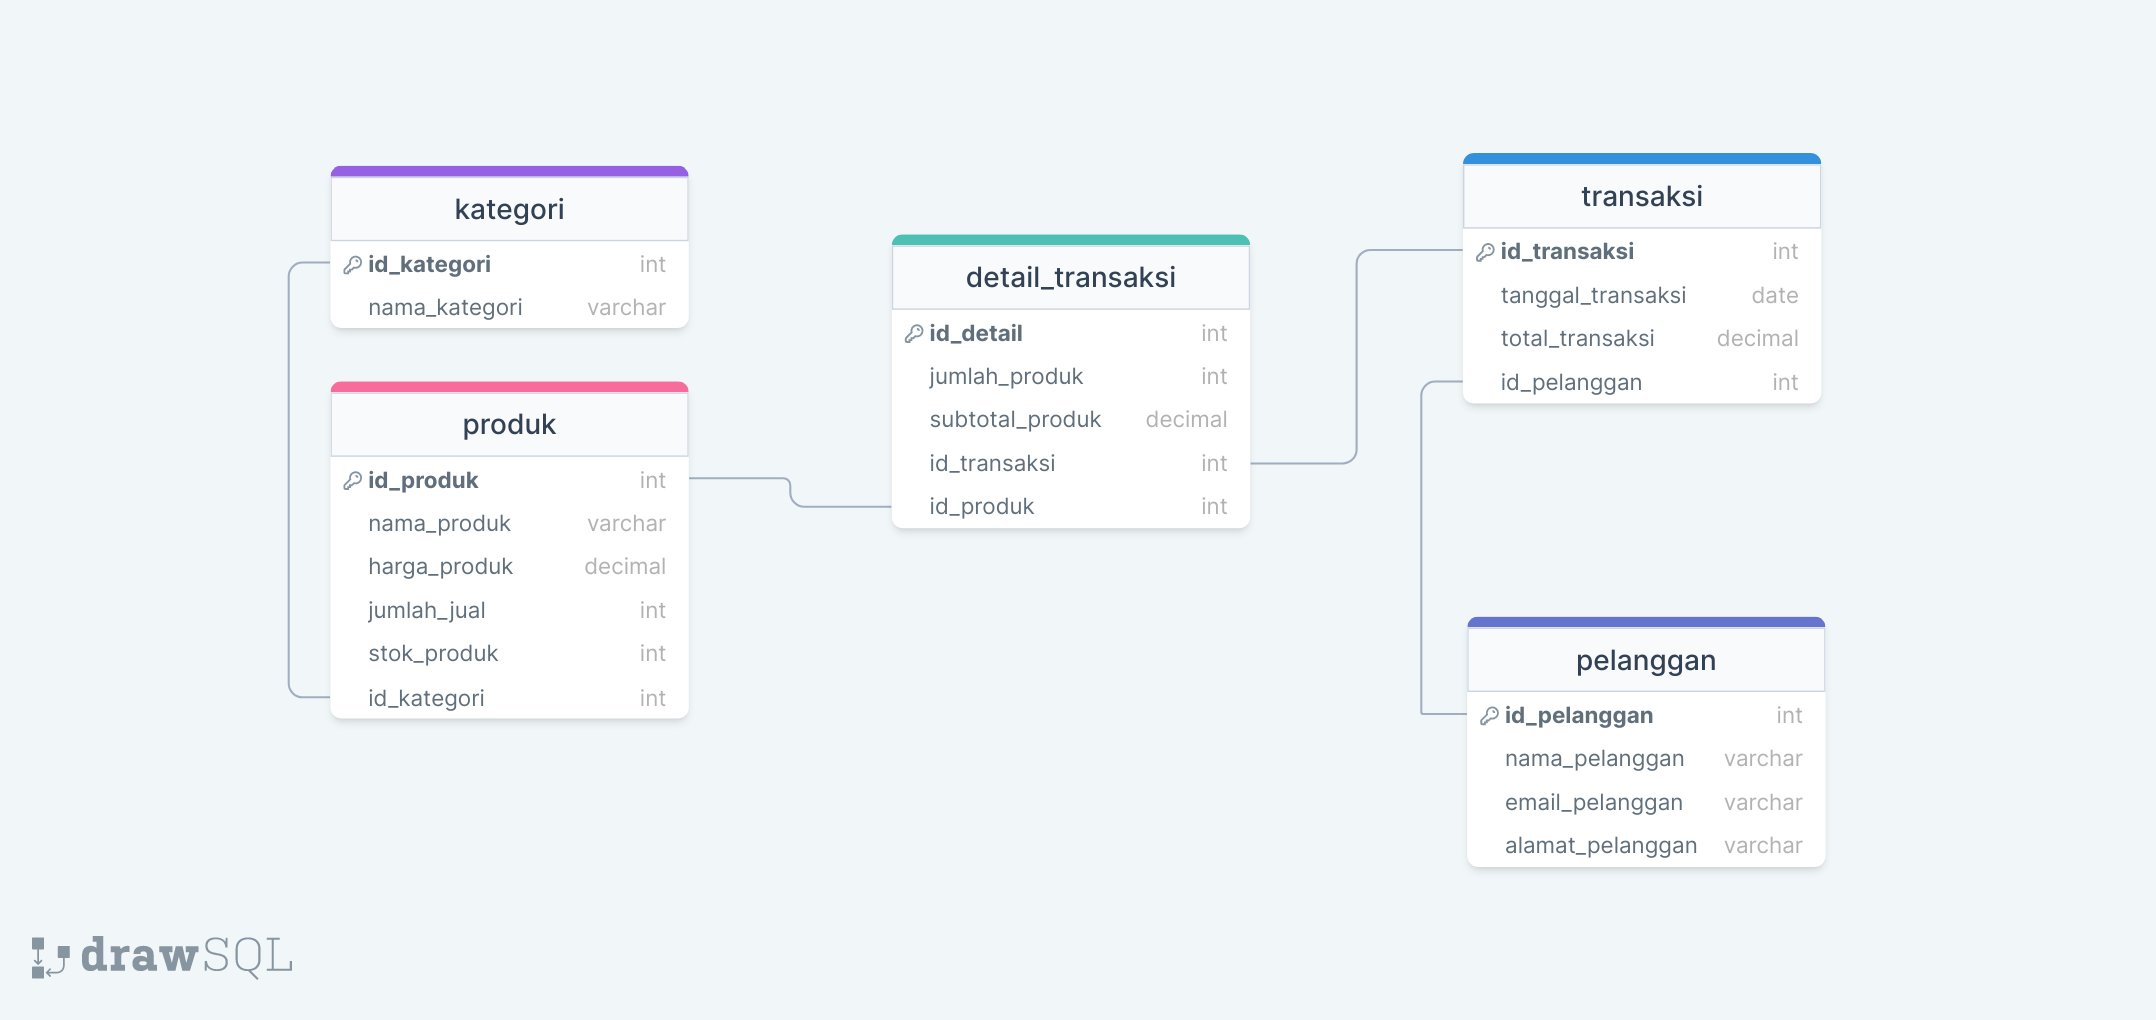 kategori
id_kategori int
nama_kategori varchar
produk
id_produk int
nama_produk varchar
harga_produk decimal
jumlah_jual int
stok_produk int
id_kategori int
detail_transaksi
id_detail int
jumlah_produk int
subtotal_produk decimal
id_transaksi int
id_produk int
transaksi
id_transaksi int
tanggal_transaksi date
total_transaksi decimal
id_pelanggan int
pelanggan
id_pelanggan int
nama_pelanggan varchar
email_pelanggan varchar
alamat_pelanggan varchar
drawSQL